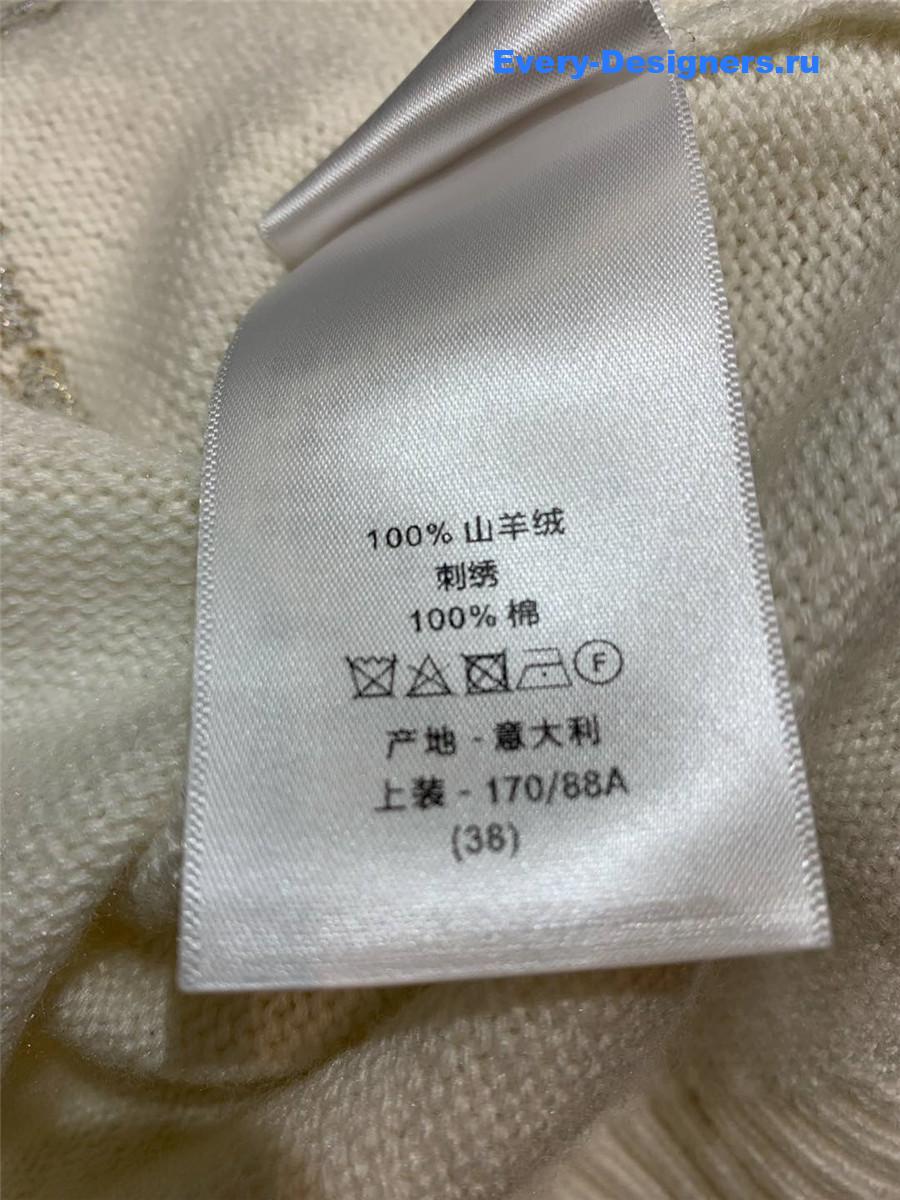 Every-Designers.ru
100% 山羊绒
刺绣
100% 棉
F
产地 - 意大利
上装 - 170/88A
(38)